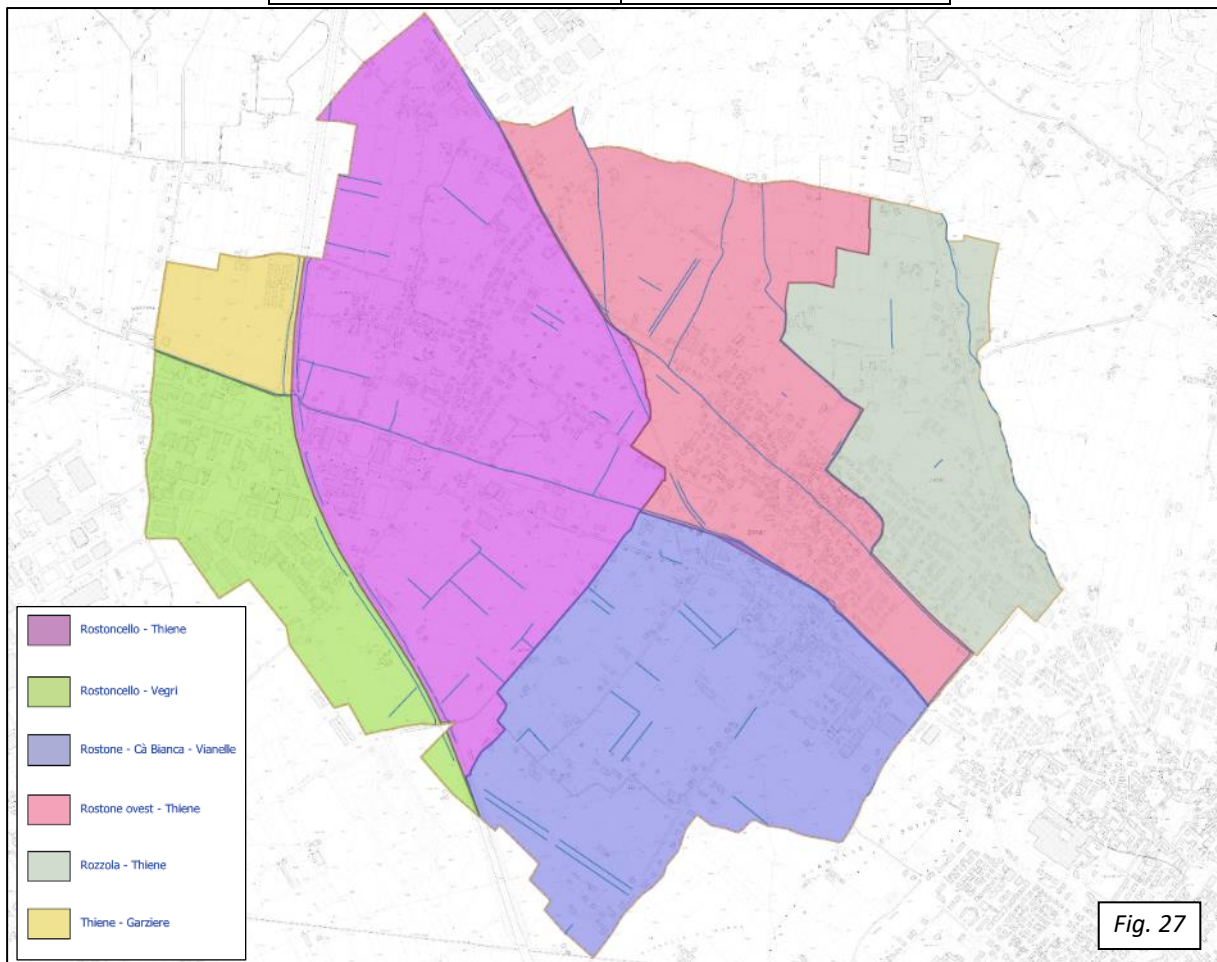 Rostoncello - Thiene
Rostoncello - Vegri
Rostone - Cà Bianca - Vianelle
Rostone ovest - Thiene
Rozzola - Thiene
Thiene - Garziere
Fig. 27